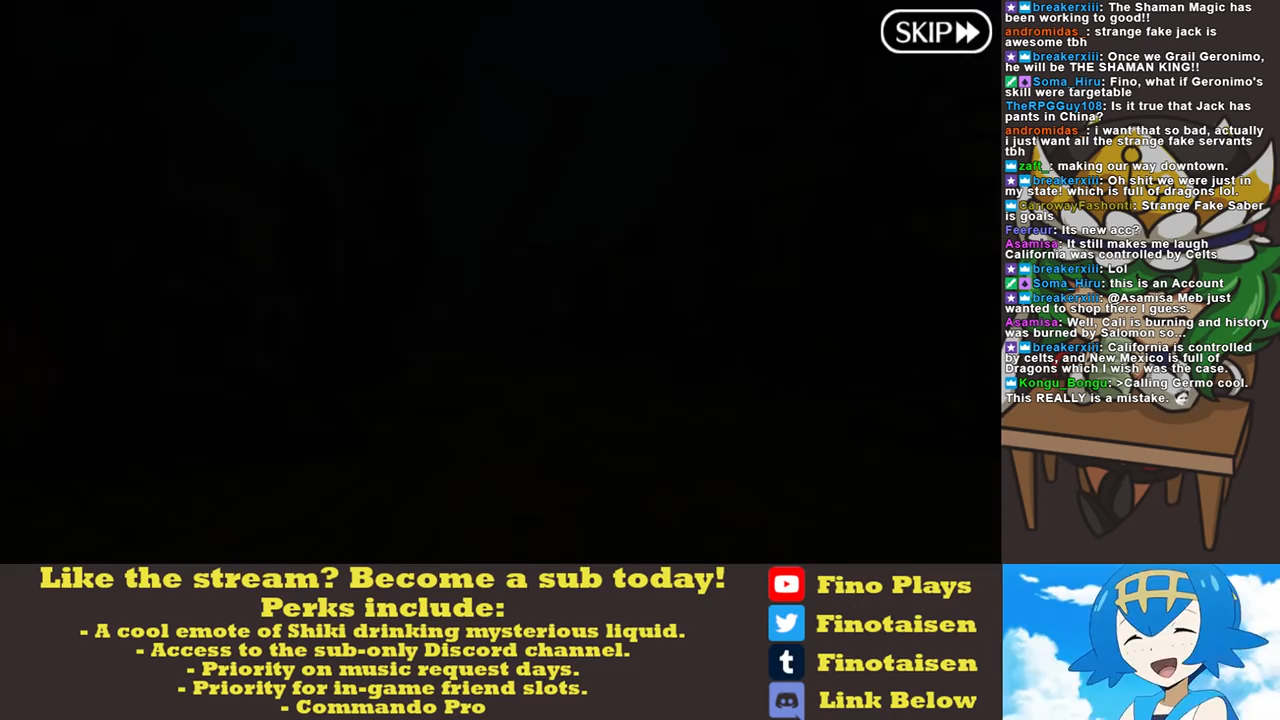 SKIP
breakerxiii: The Shaman Magic has
been working to good!!
andromidas_: strange fake jack is
awesome tbh
breakerxiii: Once we Grail Geronimo,
he will be THE SHAMAN KING!!
Soma_Hiru: Fino, what if Geronimo's
skill were targetable
TheRPGGuy108: Is it true that Jack has
pants in China?
andromidas_: i want that so bad, actually
i just want all the strange fake servants
tbh
zaft_: making our way downtown.
breakerxiii: Oh shit we were just in
my state! which is full of dragons lol.
CarrowayFashonti: Strange Fake Saber
is goals
Feereur: Its new acc?
Asamisa: It still makes me laugh
California was controlled by Celts
breakerxiii: Lol
Soma_Hiru: this is an Account
breakerxiii: @Asamisa Meb just
wanted to shop there I guess.
Asamisa: Well, Cali is burning and history
was burned by Salomon so...
breakerxiii: California is controlled
by celts, and New Mexico is full of
Dragons which I wish was the case.
Kongu_Bongu: >Calling Germo cool.
This REALLY is a mistake.
Like the stream? Become a sub today!
Perks include:
- A cool emote of Shiki drinking mysterious liquid.
- Access to the sub-only Discord channel.
- Priority on music request days.
- Priority for in-game friend slots.
- Commando Pro
Fino Plays
Finotaisen
Finotaisen
Link Below